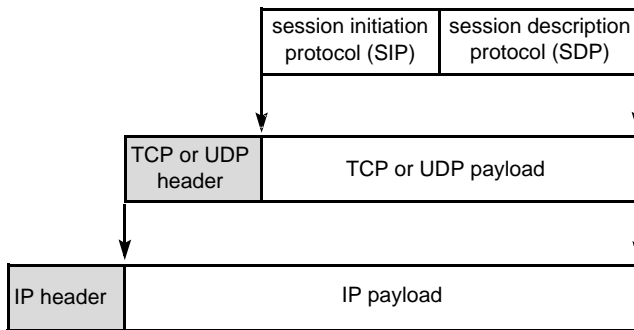 session initiation
protocol (SIP)
session description
protocol (SDP)
TCP or UDP
header
TCP or UDP payload
IP header
IP payload